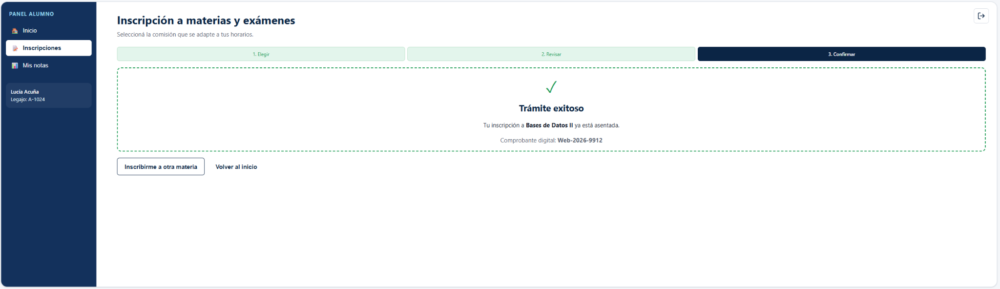 PANEL ALUMNO
Inicio
Inscripciones
Mis notas
Lucía Acuña
Legajo: A-1024
Inscripción a materias y exámenes
Seleccioná la comisión que se adapte a tus horarios.
1. Elegir
2. Revisar
3. Confirmar
Trámite exitoso
Tu inscripción a Bases de Datos II ya está asentada.
Comprobante digital: Web-2026-9912
Inscribirme a otra materia
Volver al inicio